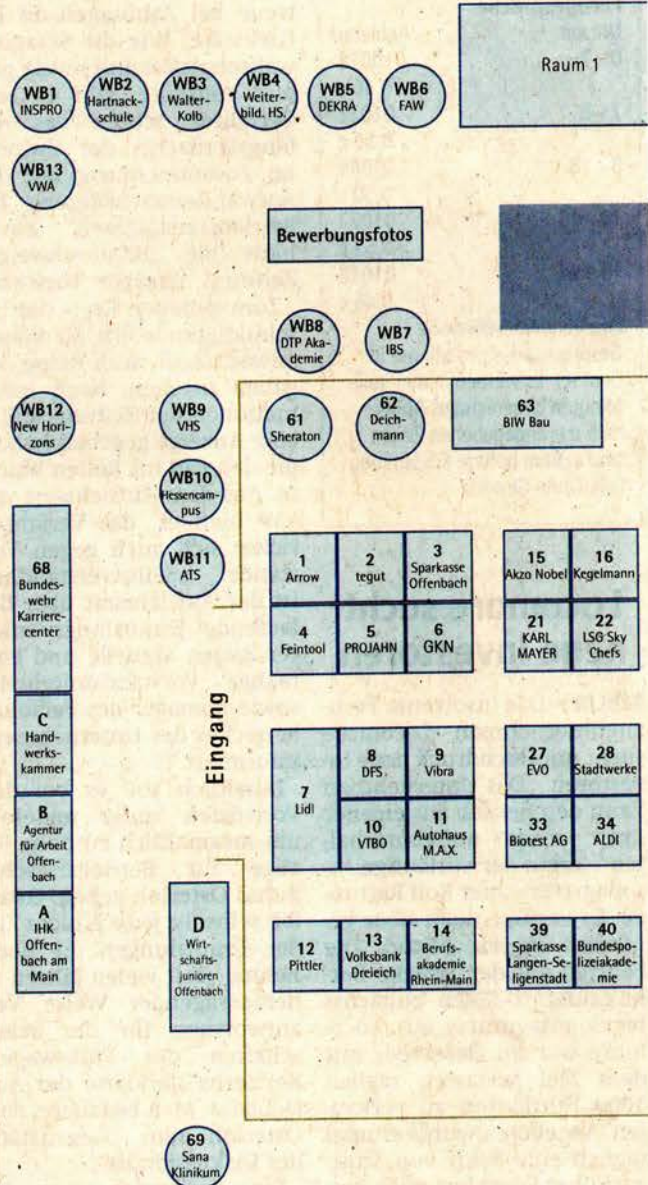 Raum 1
WB1
INSPRO
WB2
Hartnack-
schule
WB3
Walter-
Kolb
WB4
Weiter-
bild. HS.
WB5
DEKRA
WB6
FAW
WB13
VWA
Bewerbungsfotos
WB8
DTP Aka-
demie
WB7
IBS
WB12
New Hori-
zons
WB9
VHS
61
Sheraton
62
Deich-
mann
63
BIW Bau
WB10
Hessencam-
pus
WB11
ATS
68
Bundes-
wehr
Karriere-
center
C
Hand-
werks-
kammer
B
Agentur
für Arbeit
Offen-
bach
A
IHK
Offen-
bach am
Main
Eingang
D
Wirt-
schafts-
junioren
Offenbach
1
Arrow
2
tegut
3
Sparkasse
Offenbach
4
Feintool
5
PROJAHN
6
GKN
15
Akzo Nobel
16
Kegelmann
21
KARL
MAYER
22
LSG Sky
Chefs
7
Lidl
8
DFS
9
Vibra
10
VTBO
11
Autohaus
M.A.X.
27
EVO
28
Stadtwerke
33
Biotest AG
34
ALDI
12
Pittler
13
Volksbank
Dreieich
14
Berufs-
akademie
Rhein-Main
39
Sparkasse
Langen-Se-
ligenstadt
40
Bundespo-
lizeiakade-
mie
69
Sana
Klinikum